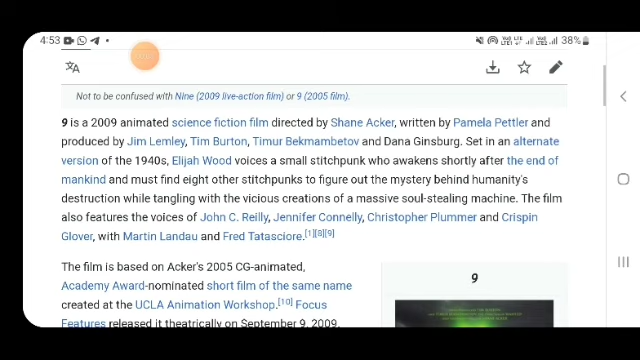 4:53 38%
Not to be confused with Nine (2009 live-action film) or 9 (2005 film).
9 is a 2009 animated science fiction film directed by Shane Acker, written by Pamela Pettler and
produced by Jim Lemley, Tim Burton, Timur Bekmambetov and Dana Ginsburg. Set in an alternate
version of the 1940s, Elijah Wood voices a small stitchpunk who awakens shortly after the end of
mankind and must find eight other stitchpunks to figure out the mystery behind humanity's
destruction while tangling with the vicious creations of a massive soul-stealing machine. The film
also features the voices of John C. Reilly, Jennifer Connelly, Christopher Plummer and Crispin
Glover, with Martin Landau and Fred Tatasciore.[1][8][9]
The film is based on Acker's 2005 CG-animated,
Academy Award-nominated short film of the same name
created at the UCLA Animation Workshop.[10] Focus
Features released it theatrically on September 9, 2009.
9